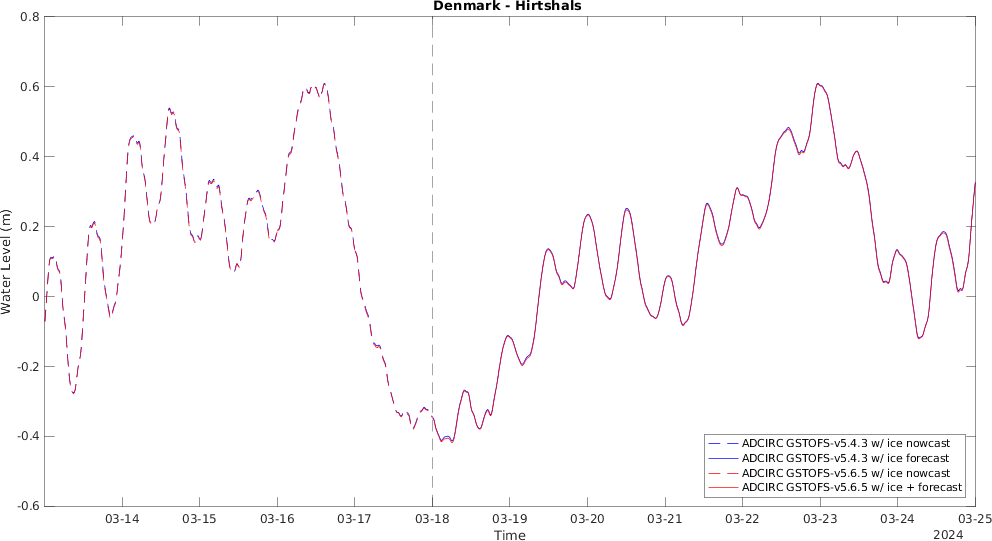 Denmark - Hirtshals
Water Level (m)
0.8
0.6
0.4
0.2
0
-0.2
-0.4
-0.6
ADCIRC GSTOFS-v5.4.3 w/ ice nowcast
ADCIRC GSTOFS-v5.4.3 w/ ice forecast
ADCIRC GSTOFS-v5.6.5 w/ ice nowcast
ADCIRC GSTOFS-v5.6.5 w/ ice + forecast
03-14 03-15 03-16 03-17 03-18 03-19 03-20 03-21 03-22 03-23 03-24 03-25
Time
2024